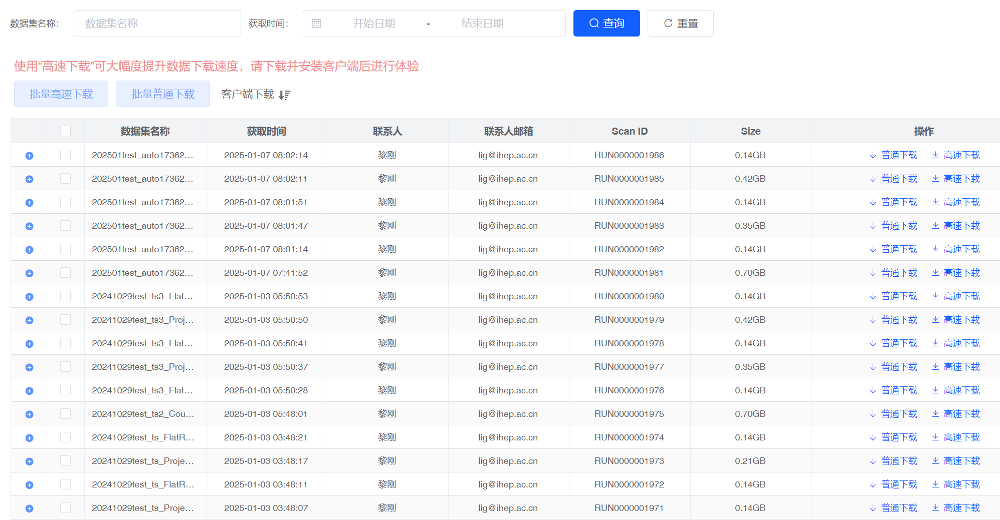 数据集名称： 数据集名称 获取时间： 开始日期 - 结束日期 查询 重置
使用“高速下载”可大幅度提升数据下载速度，请下载并安装客户端后进行体验
批量高速下载 批量普通下载 客户端下载
数据集名称 获取时间 联系人 联系人邮箱 Scan ID Size 操作
202501test_auto17362... 2025-01-07 08:02:14 黎刚 lig@ihep.ac.cn RUN0000001986 0.14GB 普通下载 高速下载
202501test_auto17362... 2025-01-07 08:02:11 黎刚 lig@ihep.ac.cn RUN0000001985 0.42GB 普通下载 高速下载
202501test_auto17362... 2025-01-07 08:01:51 黎刚 lig@ihep.ac.cn RUN0000001984 0.14GB 普通下载 高速下载
202501test_auto17362... 2025-01-07 08:01:47 黎刚 lig@ihep.ac.cn RUN0000001983 0.35GB 普通下载 高速下载
202501test_auto17362... 2025-01-07 08:01:14 黎刚 lig@ihep.ac.cn RUN0000001982 0.14GB 普通下载 高速下载
202501test_auto17362... 2025-01-07 07:41:52 黎刚 lig@ihep.ac.cn RUN0000001981 0.70GB 普通下载 高速下载
20241029test_ts3_Flat... 2025-01-03 05:50:53 黎刚 lig@ihep.ac.cn RUN0000001980 0.14GB 普通下载 高速下载
20241029test_ts3_Proj... 2025-01-03 05:50:50 黎刚 lig@ihep.ac.cn RUN0000001979 0.42GB 普通下载 高速下载
20241029test_ts3_Flat... 2025-01-03 05:50:41 黎刚 lig@ihep.ac.cn RUN0000001978 0.14GB 普通下载 高速下载
20241029test_ts3_Proj... 2025-01-03 05:50:37 黎刚 lig@ihep.ac.cn RUN0000001977 0.35GB 普通下载 高速下载
20241029test_ts3_Flat... 2025-01-03 05:50:28 黎刚 lig@ihep.ac.cn RUN0000001976 0.14GB 普通下载 高速下载
20241029test_ts2_Cou... 2025-01-03 05:48:01 黎刚 lig@ihep.ac.cn RUN0000001975 0.70GB 普通下载 高速下载
20241029test_ts_FlatR... 2025-01-03 03:48:21 黎刚 lig@ihep.ac.cn RUN0000001974 0.14GB 普通下载 高速下载
20241029test_ts_Proje... 2025-01-03 03:48:17 黎刚 lig@ihep.ac.cn RUN0000001973 0.21GB 普通下载 高速下载
20241029test_ts_FlatR... 2025-01-03 03:48:11 黎刚 lig@ihep.ac.cn RUN0000001972 0.14GB 普通下载 高速下载
20241029test_ts_Proje... 2025-01-03 03:48:07 黎刚 lig@ihep.ac.cn RUN0000001971 0.14GB 普通下载 高速下载